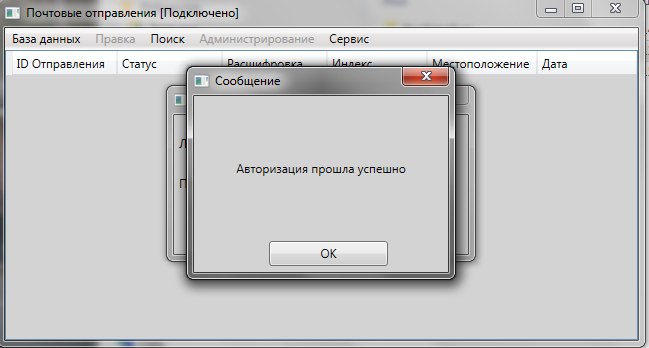 Почтовые отправления [Подключено]
База данных Правка Поиск Администрирование Сервис
ID Отправления Статус Расшифровка Индекс Местоположение Дата
Сообщение
Авторизация прошла успешно
OK